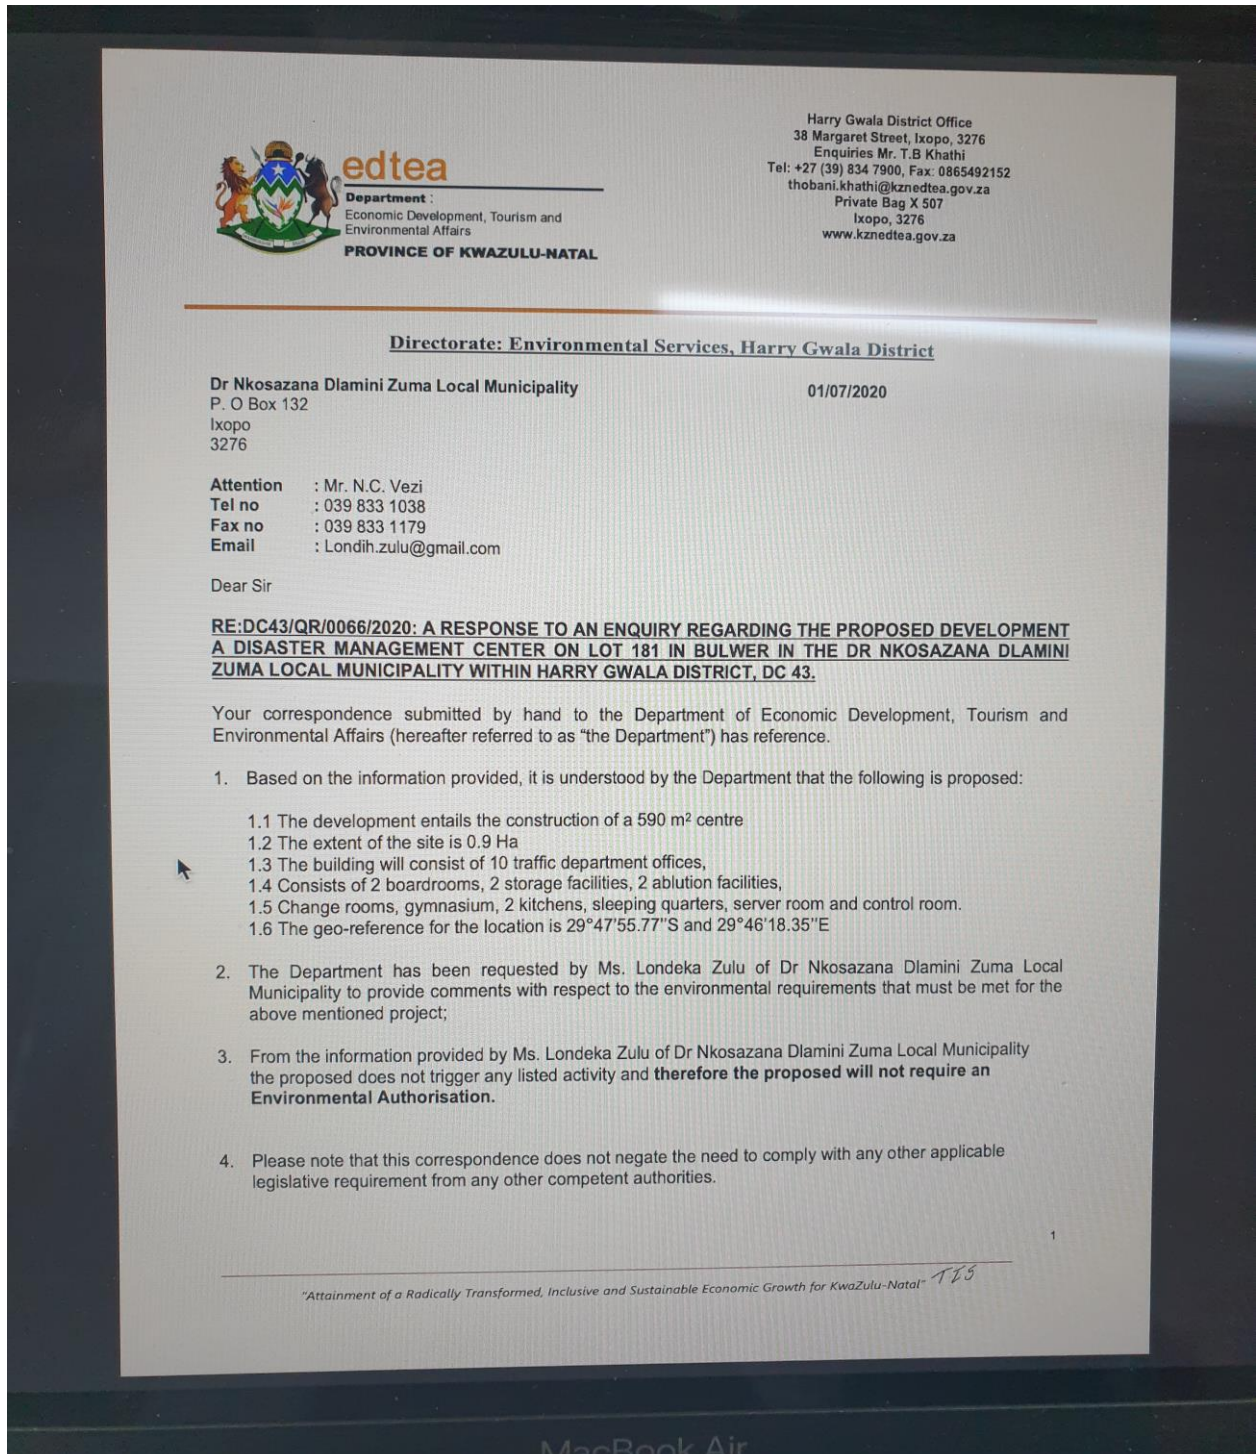 Harry Gwala District Office
38 Margaret Street, Ixopo, 3276
Enquiries Mr. T.B Khathi
Tel: +27 (39) 834 7900, Fax: 0865492152
thobani.khathi@kznedtea.gov.za
Private Bag X 507
Ixopo, 3276
www.kznedtea.gov.za
edtea
Department :
Economic Development, Tourism and
Environmental Affairs
PROVINCE OF KWAZULU-NATAL
Directorate: Environmental Services, Harry Gwala District
Dr Nkosazana Dlamini Zuma Local Municipality 01/07/2020
P. O Box 132
Ixopo
3276
Attention : Mr. N.C. Vezi
Tel no : 039 833 1038
Fax no : 039 833 1179
Email : Londih.zulu@gmail.com
Dear Sir
RE:DC43/QR/0066/2020: A RESPONSE TO AN ENQUIRY REGARDING THE PROPOSED DEVELOPMENT
A DISASTER MANAGEMENT CENTER ON LOT 181 IN BULWER IN THE DR NKOSAZANA DLAMINI
ZUMA LOCAL MUNICIPALITY WITHIN HARRY GWALA DISTRICT, DC 43.
Your correspondence submitted by hand to the Department of Economic Development, Tourism and
Environmental Affairs (hereafter referred to as “the Department”) has reference.
1. Based on the information provided, it is understood by the Department that the following is proposed:
1.1 The development entails the construction of a 590 m² centre
1.2 The extent of the site is 0.9 Ha
1.3 The building will consist of 10 traffic department offices,
1.4 Consists of 2 boardrooms, 2 storage facilities, 2 ablution facilities,
1.5 Change rooms, gymnasium, 2 kitchens, sleeping quarters, server room and control room.
1.6 The geo-reference for the location is 29°47'55.77"S and 29°46'18.35"E
2. The Department has been requested by Ms. Londeka Zulu of Dr Nkosazana Dlamini Zuma Local
Municipality to provide comments with respect to the environmental requirements that must be met for the
above mentioned project;
3. From the information provided by Ms. Londeka Zulu of Dr Nkosazana Dlamini Zuma Local Municipality
the proposed does not trigger any listed activity and therefore the proposed will not require an
Environmental Authorisation.
4. Please note that this correspondence does not negate the need to comply with any other applicable
legislative requirement from any other competent authorities.
1
"Attainment of a Radically Transformed, Inclusive and Sustainable Economic Growth for KwaZulu-Natal"
MacBook Air